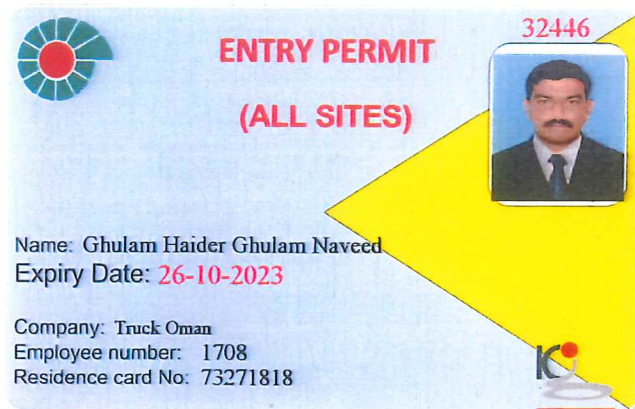 32446
ENTRY PERMIT
(ALL SITES)
Name: Ghulam Haider Ghulam Naveed
Expiry Date: 26-10-2023
Company: Truck Oman
Employee number: 1708
Residence card No: 73271818